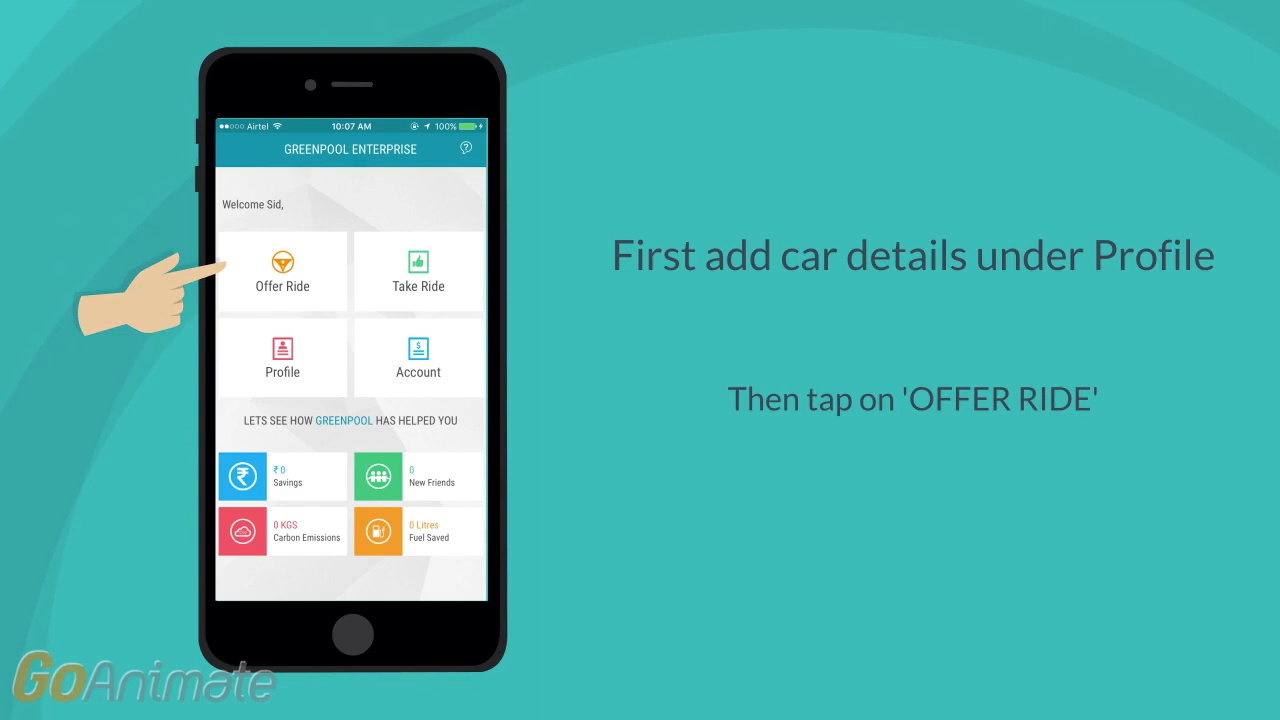 Airtel 10:07 AM 100%
GREENPOOL ENTERPRISE ?
Welcome Sid,
Offer Ride Take Ride
Profile Account
LETS SEE HOW GREENPOOL HAS HELPED YOU
₹ 0 0
Savings New Friends
0 KGS 0 Litres
Carbon Emissions Fuel Saved
First add car details under Profile
Then tap on 'OFFER RIDE'
GoAnimate